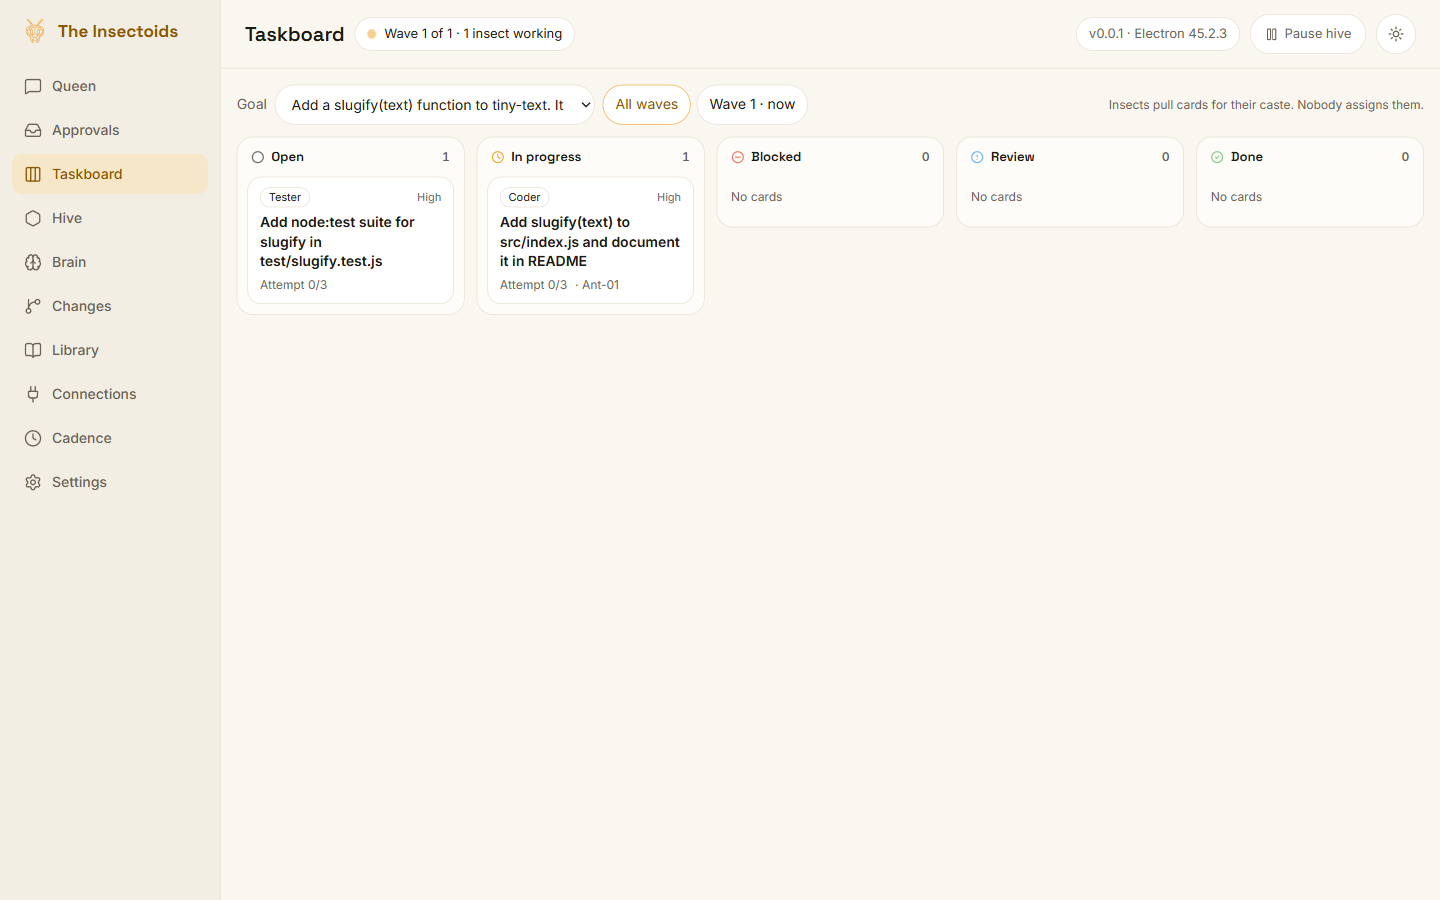 The Insectoids
Queen
Approvals
Taskboard
Hive
Brain
Changes
Library
Connections
Cadence
Settings
Taskboard
Wave 1 of 1 · 1 insect working
v0.0.1 · Electron 45.2.3
Pause hive
Goal
Add a slugify(text) function to tiny-text. It
All waves
Wave 1 · now
Insects pull cards for their caste. Nobody assigns them.
Open 1
Tester High
Add node:test suite for
slugify in
test/slugify.test.js
Attempt 0/3
In progress 1
Coder High
Add slugify(text) to
src/index.js and document
it in README
Attempt 0/3 · Ant-01
Blocked 0
No cards
Review 0
No cards
Done 0
No cards